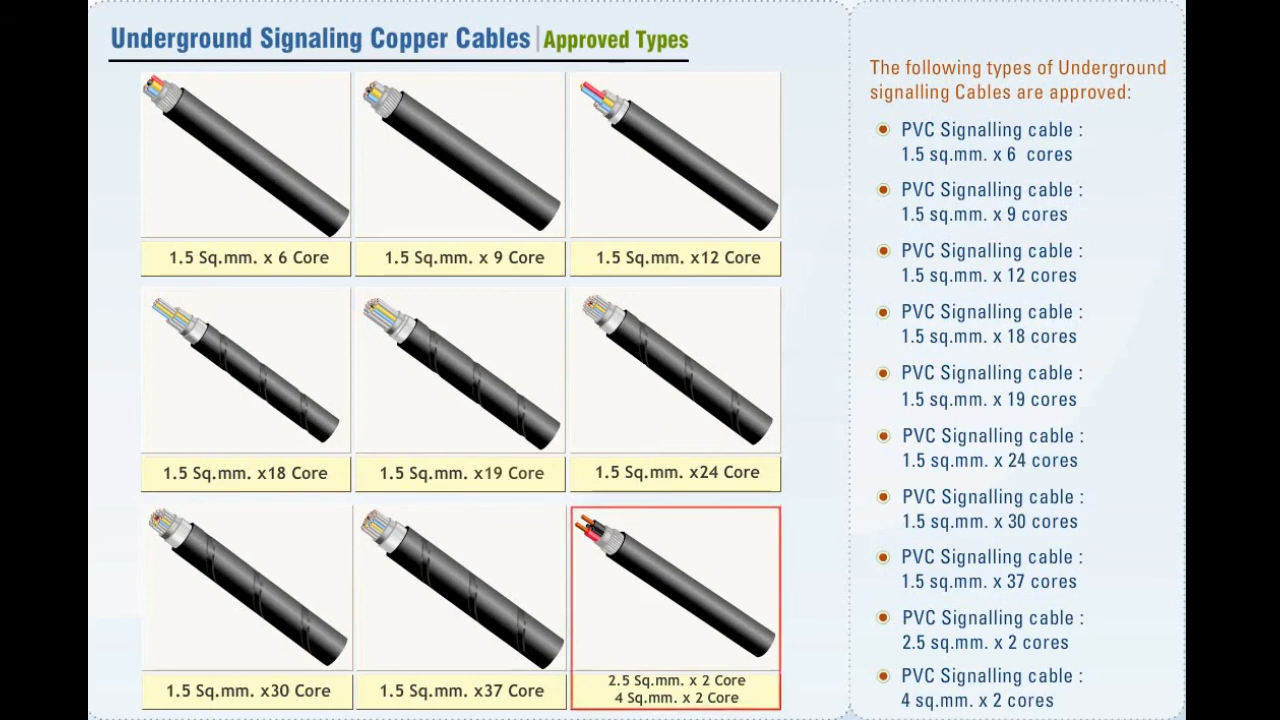 Underground Signaling Copper Cables | Approved Types
1.5 Sq.mm. x 6 Core
1.5 Sq.mm. x 9 Core
1.5 Sq.mm. x12 Core
1.5 Sq.mm. x18 Core
1.5 Sq.mm. x19 Core
1.5 Sq.mm. x24 Core
1.5 Sq.mm. x30 Core
1.5 Sq.mm. x37 Core
2.5 Sq.mm. x 2 Core
4 Sq.mm. x 2 Core
The following types of Underground
signalling Cables are approved:
PVC Signalling cable :
1.5 sq.mm. x 6 cores
PVC Signalling cable :
1.5 sq.mm. x 9 cores
PVC Signalling cable :
1.5 sq.mm. x 12 cores
PVC Signalling cable :
1.5 sq.mm. x 18 cores
PVC Signalling cable :
1.5 sq.mm. x 19 cores
PVC Signalling cable :
1.5 sq.mm. x 24 cores
PVC Signalling cable :
1.5 sq.mm. x 30 cores
PVC Signalling cable :
1.5 sq.mm. x 37 cores
PVC Signalling cable :
2.5 sq.mm. x 2 cores
PVC Signalling cable :
4 sq.mm. x 2 cores